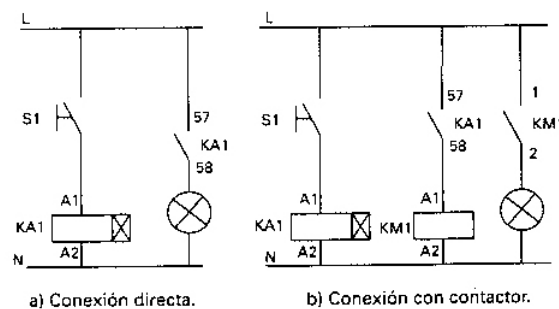 L
S1
57
KA1
58
A1
KA1
A2
N
a) Conexión directa.
L
S1
57
KA1
58
1
KM1
2
A1
KA1
A2
A1
KM1
A2
N
b) Conexión con contactor.